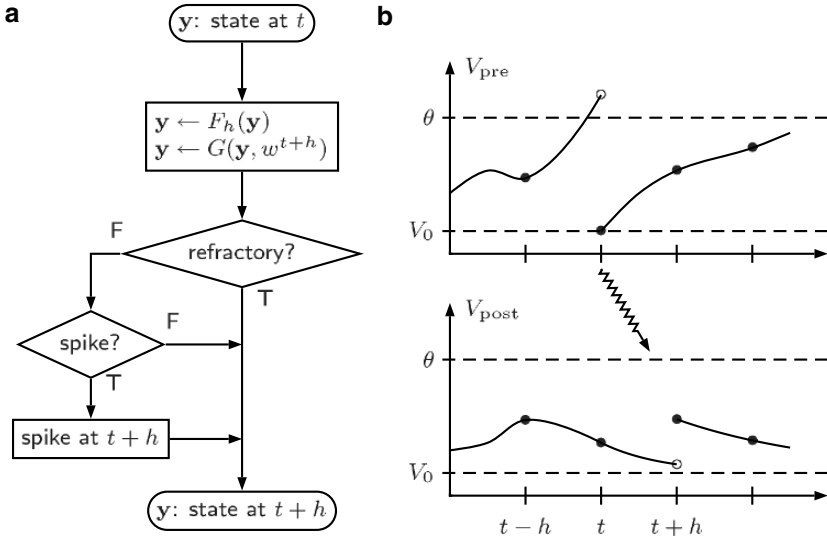 a
y: state at t
y ← F_h(y)
y ← G(y, w^{t+h})
refractory?
F
T
spike?
F
T
spike at t + h
y: state at t + h
b
V_pre
θ
V_0
V_post
θ
V_0
t − h
t
t + h